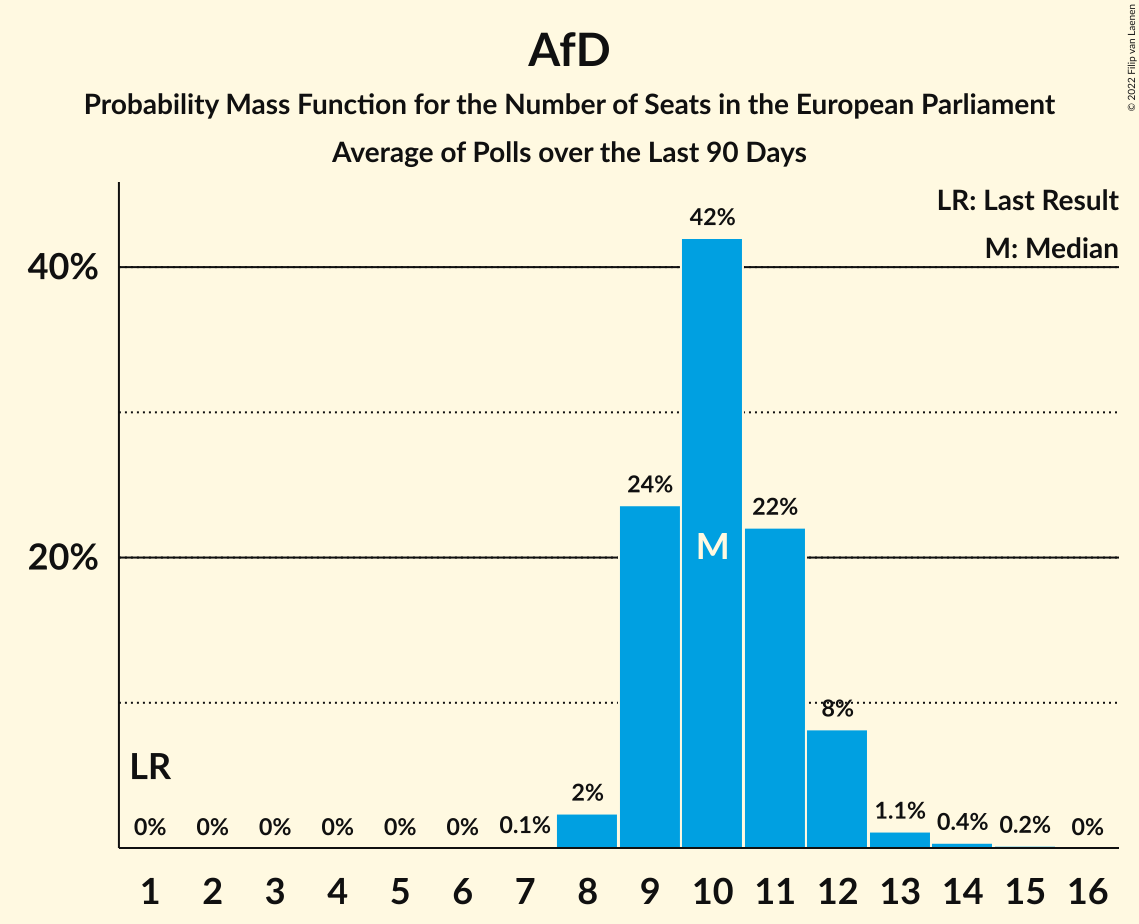 AfD
Probability Mass Function for the Number of Seats in the European Parliament
Average of Polls over the Last 90 Days
© 2022 Filip van Laenen
LR: Last Result
M: Median
40%
20%
42%
24%
22%
M
8%
LR
2%
0%
0%
0%
0%
0%
0%
0.1%
1.1%
0.4%
0.2%
0%
1 2 3 4 5 6 7 8 9 10 11 12 13 14 15 16